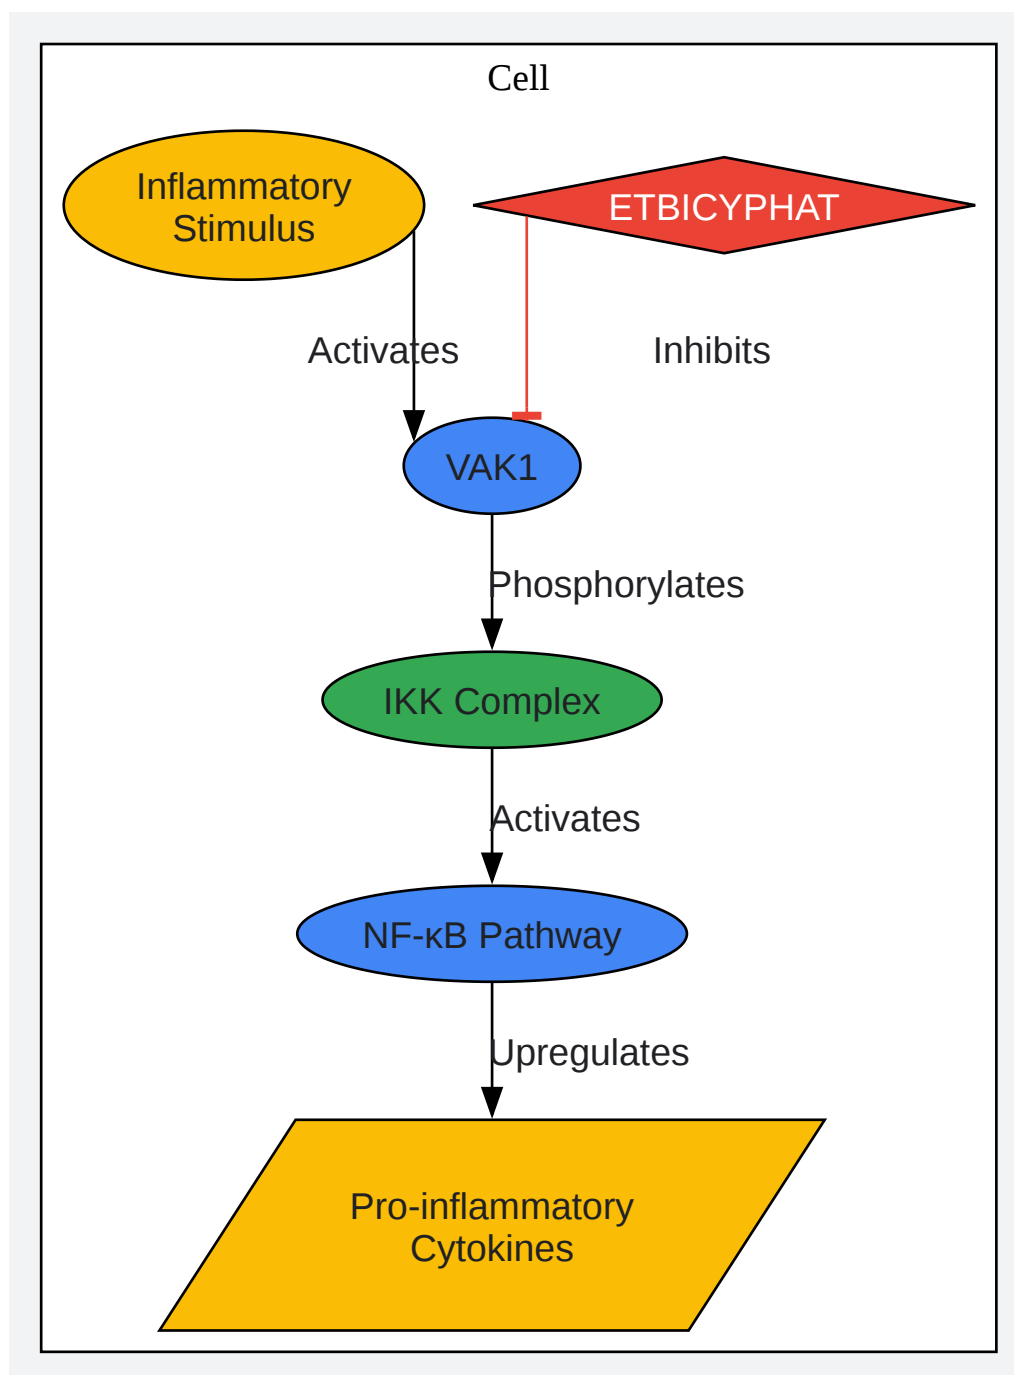 Cell
Inflammatory
Stimulus
ETBICYPHAT
Activates
Inhibits
VAK1
Phosphorylates
IKK Complex
Activates
NF-κB Pathway
Upregulates
Pro-inflammatory
Cytokines